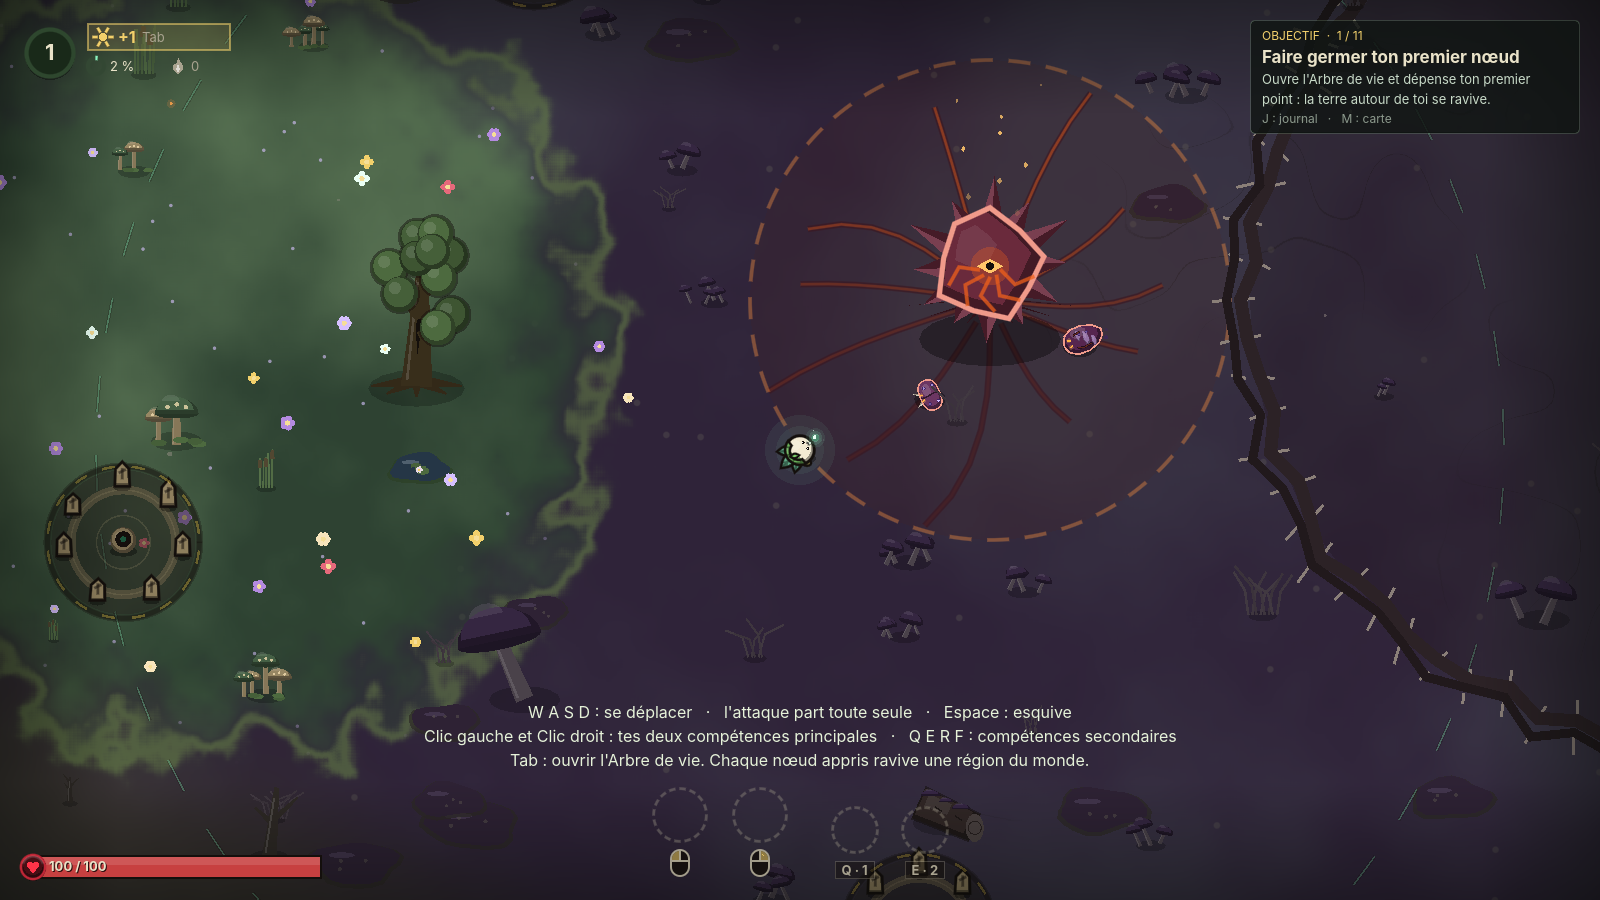 1
+1 Tab
2 %
0
OBJECTIF · 1 / 11
Faire germer ton premier nœud
Ouvre l'Arbre de vie et dépense ton premier
point : la terre autour de toi se ravive.
J : journal · M : carte
W A S D : se déplacer · l'attaque part toute seule · Espace : esquive
Clic gauche et Clic droit : tes deux compétences principales · Q E R F : compétences secondaires
Tab : ouvrir l'Arbre de vie. Chaque nœud appris ravive une région du monde.
100 / 100
Q · 1
E · 2